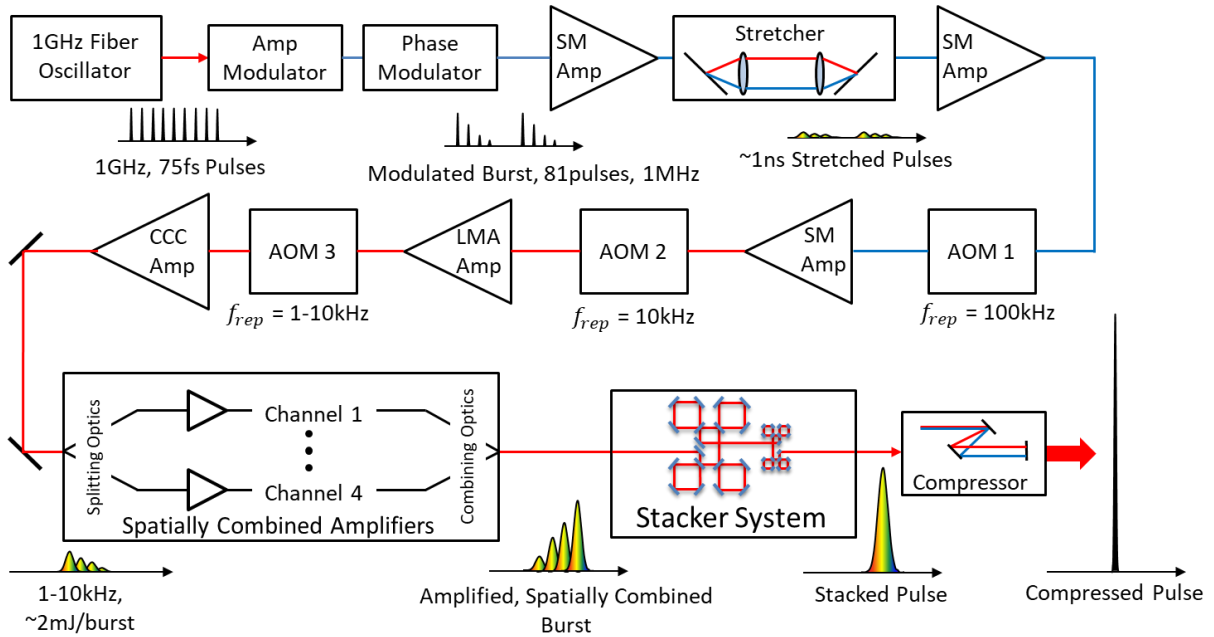 1GHz Fiber
Oscillator
Amp
Modulator
Phase
Modulator
SM
Amp
Stretcher
SM
Amp
1GHz, 75fs Pulses
Modulated Burst, 81pulses, 1MHz
~1ns Stretched Pulses
CCC
Amp
AOM 3
LMA
Amp
AOM 2
SM
Amp
AOM 1
f_rep = 1-10kHz
f_rep = 10kHz
f_rep = 100kHz
Splitting Optics
Channel 1
Channel 4
Combining Optics
Spatially Combined Amplifiers
Stacker System
Compressor
1-10kHz,
~2mJ/burst
Amplified, Spatially Combined
Burst
Stacked Pulse
Compressed Pulse